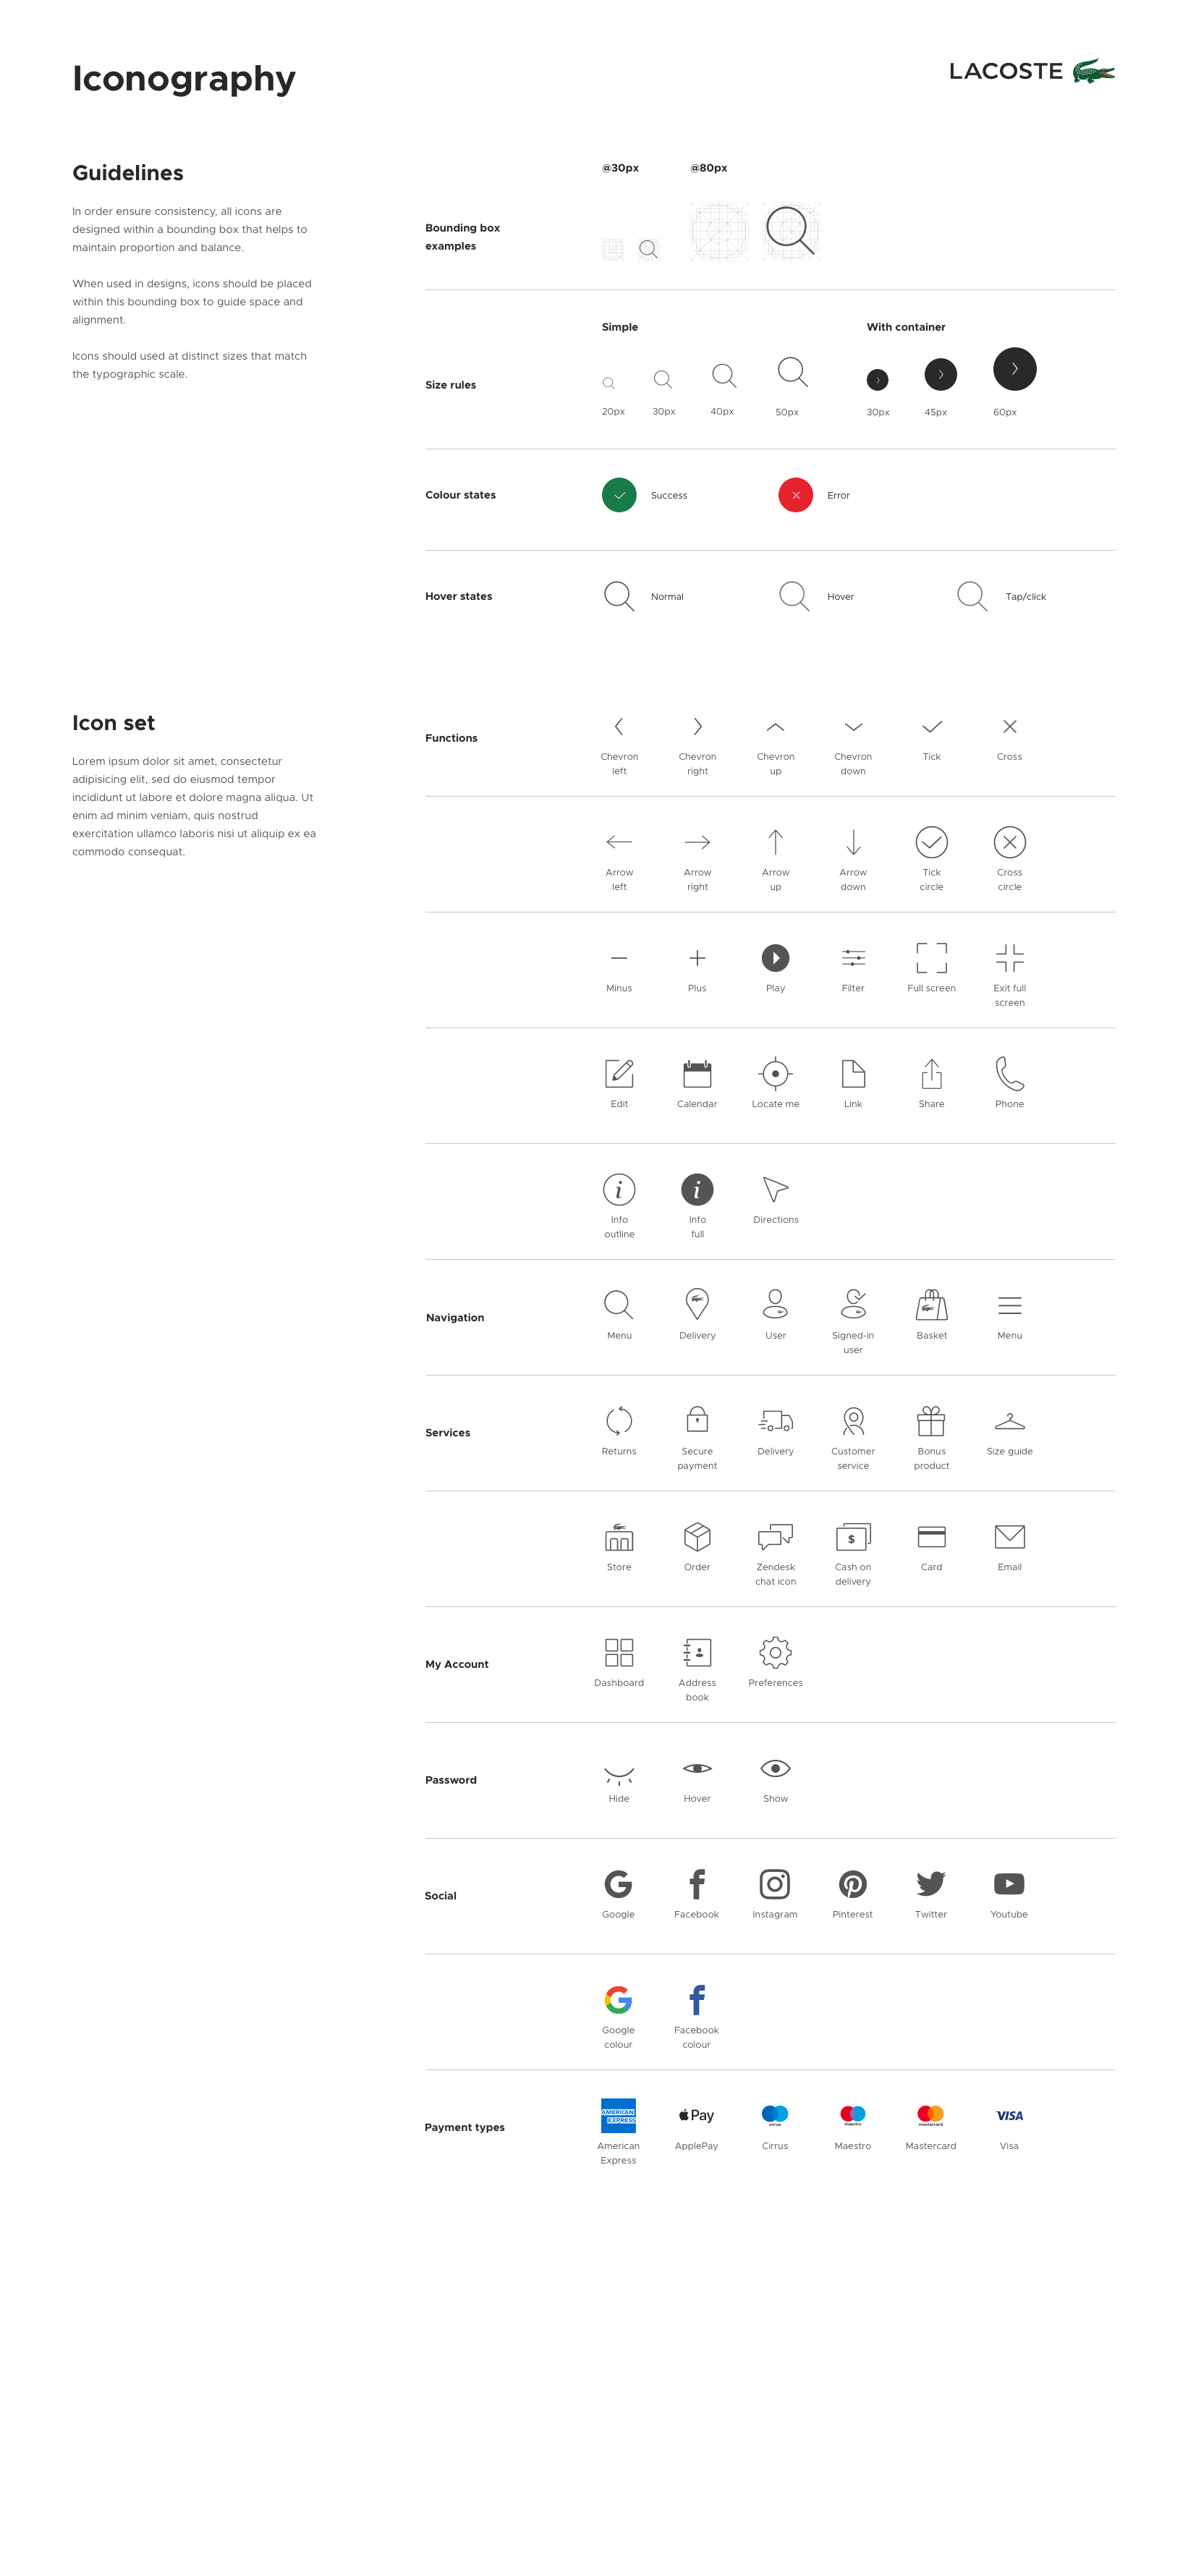 Iconography
LACOSTE
Guidelines
In order ensure consistency, all icons are
designed within a bounding box that helps to
maintain proportion and balance.
When used in designs, icons should be placed
within this bounding box to guide space and
alignment.
Icons should used at distinct sizes that match
the typographic scale.
@30px @80px
Bounding box
examples
Simple With container
Size rules
20px 30px 40px 50px 30px 45px 60px
Colour states Success Error
Hover states Normal Hover Tap/click
Icon set
Lorem ipsum dolor sit amet, consectetur
adipisicing elit, sed do eiusmod tempor
incididunt ut labore et dolore magna aliqua. Ut
enim ad minim veniam, quis nostrud
exercitation ullamco laboris nisi ut aliquip ex ea
commodo consequat.
Functions
Chevron Chevron Chevron Chevron Tick Cross
left right up down
Arrow Arrow Arrow Arrow Tick Cross
left right up down circle circle
Minus Plus Play Filter Full screen Exit full
screen
Edit Calendar Locate me Link Share Phone
i i
Info Info Directions
outline full
Navigation
Menu Delivery User Signed-in Basket Menu
user
Services
Returns Secure Delivery Customer Bonus Size guide
payment service product
$
Store Order Zendesk Cash on Card Email
chat icon delivery
My Account
Dashboard Address Preferences
book
Password
Hide Hover Show
Social
Google Facebook Instagram Pinterest Twitter Youtube
Google Facebook
colour colour
Payment types
AMERICAN
EXPRESS
Pay
cirrus
maestro
mastercard
VISA
American ApplePay Cirrus Maestro Mastercard Visa
Express